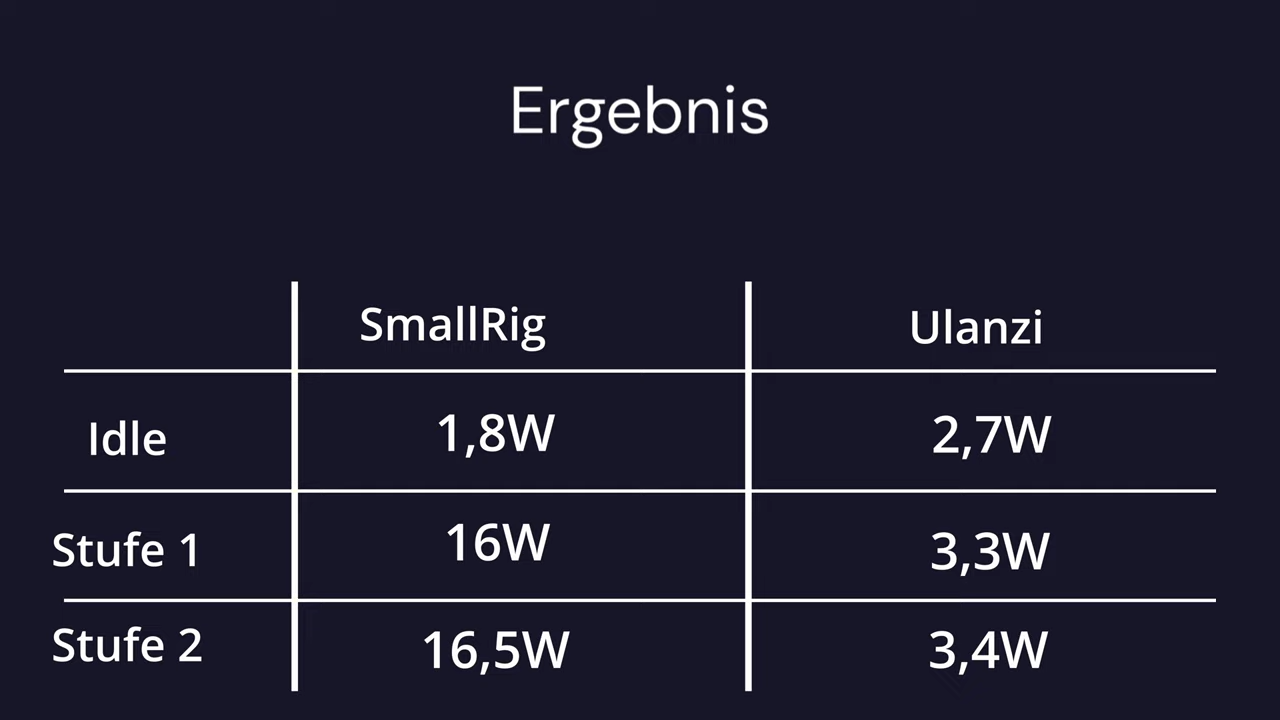 Ergebnis
SmallRig Ulanzi
Idle 1,8W 2,7W
Stufe 1 16W 3,3W
Stufe 2 16,5W 3,4W